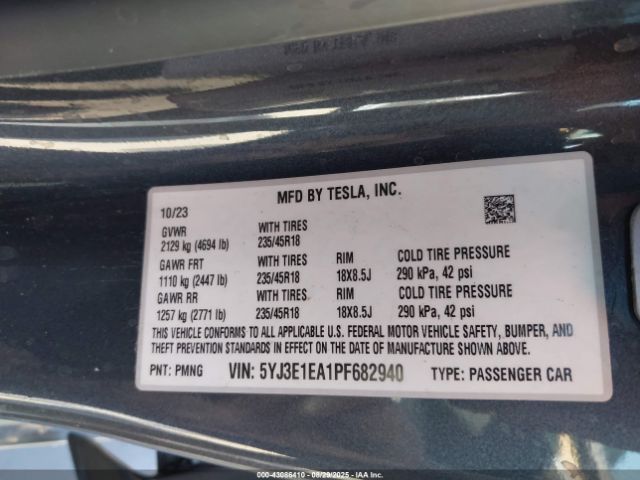 MFD BY TESLA, INC.
10/23
GVWR WITH TIRES
2129 kg (4694 lb) 235/45R18
GAWR FRT WITH TIRES RIM COLD TIRE PRESSURE
1110 kg (2447 lb) 235/45R18 18X8.5J 290 kPa, 42 psi
GAWR RR WITH TIRES RIM COLD TIRE PRESSURE
1257 kg (2771 lb) 235/45R18 18X8.5J 290 kPa, 42 psi
THIS VEHICLE CONFORMS TO ALL APPLICABLE U.S. FEDERAL MOTOR VEHICLE SAFETY, BUMPER, AND
THEFT PREVENTION STANDARDS IN EFFECT ON THE DATE OF MANUFACTURE SHOWN ABOVE.
PNT: PMNG VIN: 5YJ3E1EA1PF682940 TYPE: PASSENGER CAR
000-43086410 - 08/29/2025 - IAAI.COM